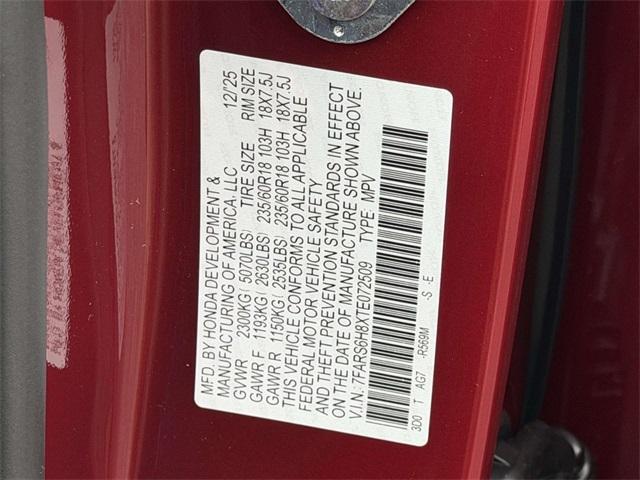 MFD. BY HONDA DEVELOPMENT &
MANUFACTURING OF AMERICA, LLC 12/25
GVWR 2300KG (5070LBS) TIRE SIZE RIM SIZE
GAWR F 1193KG (2630LBS) 235/60R18 103H 18X7.5J
GAWR R 1150KG (2535LBS) 235/60R18 103H 18X7.5J
THIS VEHICLE CONFORMS TO ALL APPLICABLE
FEDERAL MOTOR VEHICLE SAFETY
AND THEFT PREVENTION STANDARDS IN EFFECT
ON THE DATE OF MANUFACTURE SHOWN ABOVE.
V.I.N.:7FARS6H8XTE072509 TYPE: MPV
3D0 T AG7 -R569M -S -E